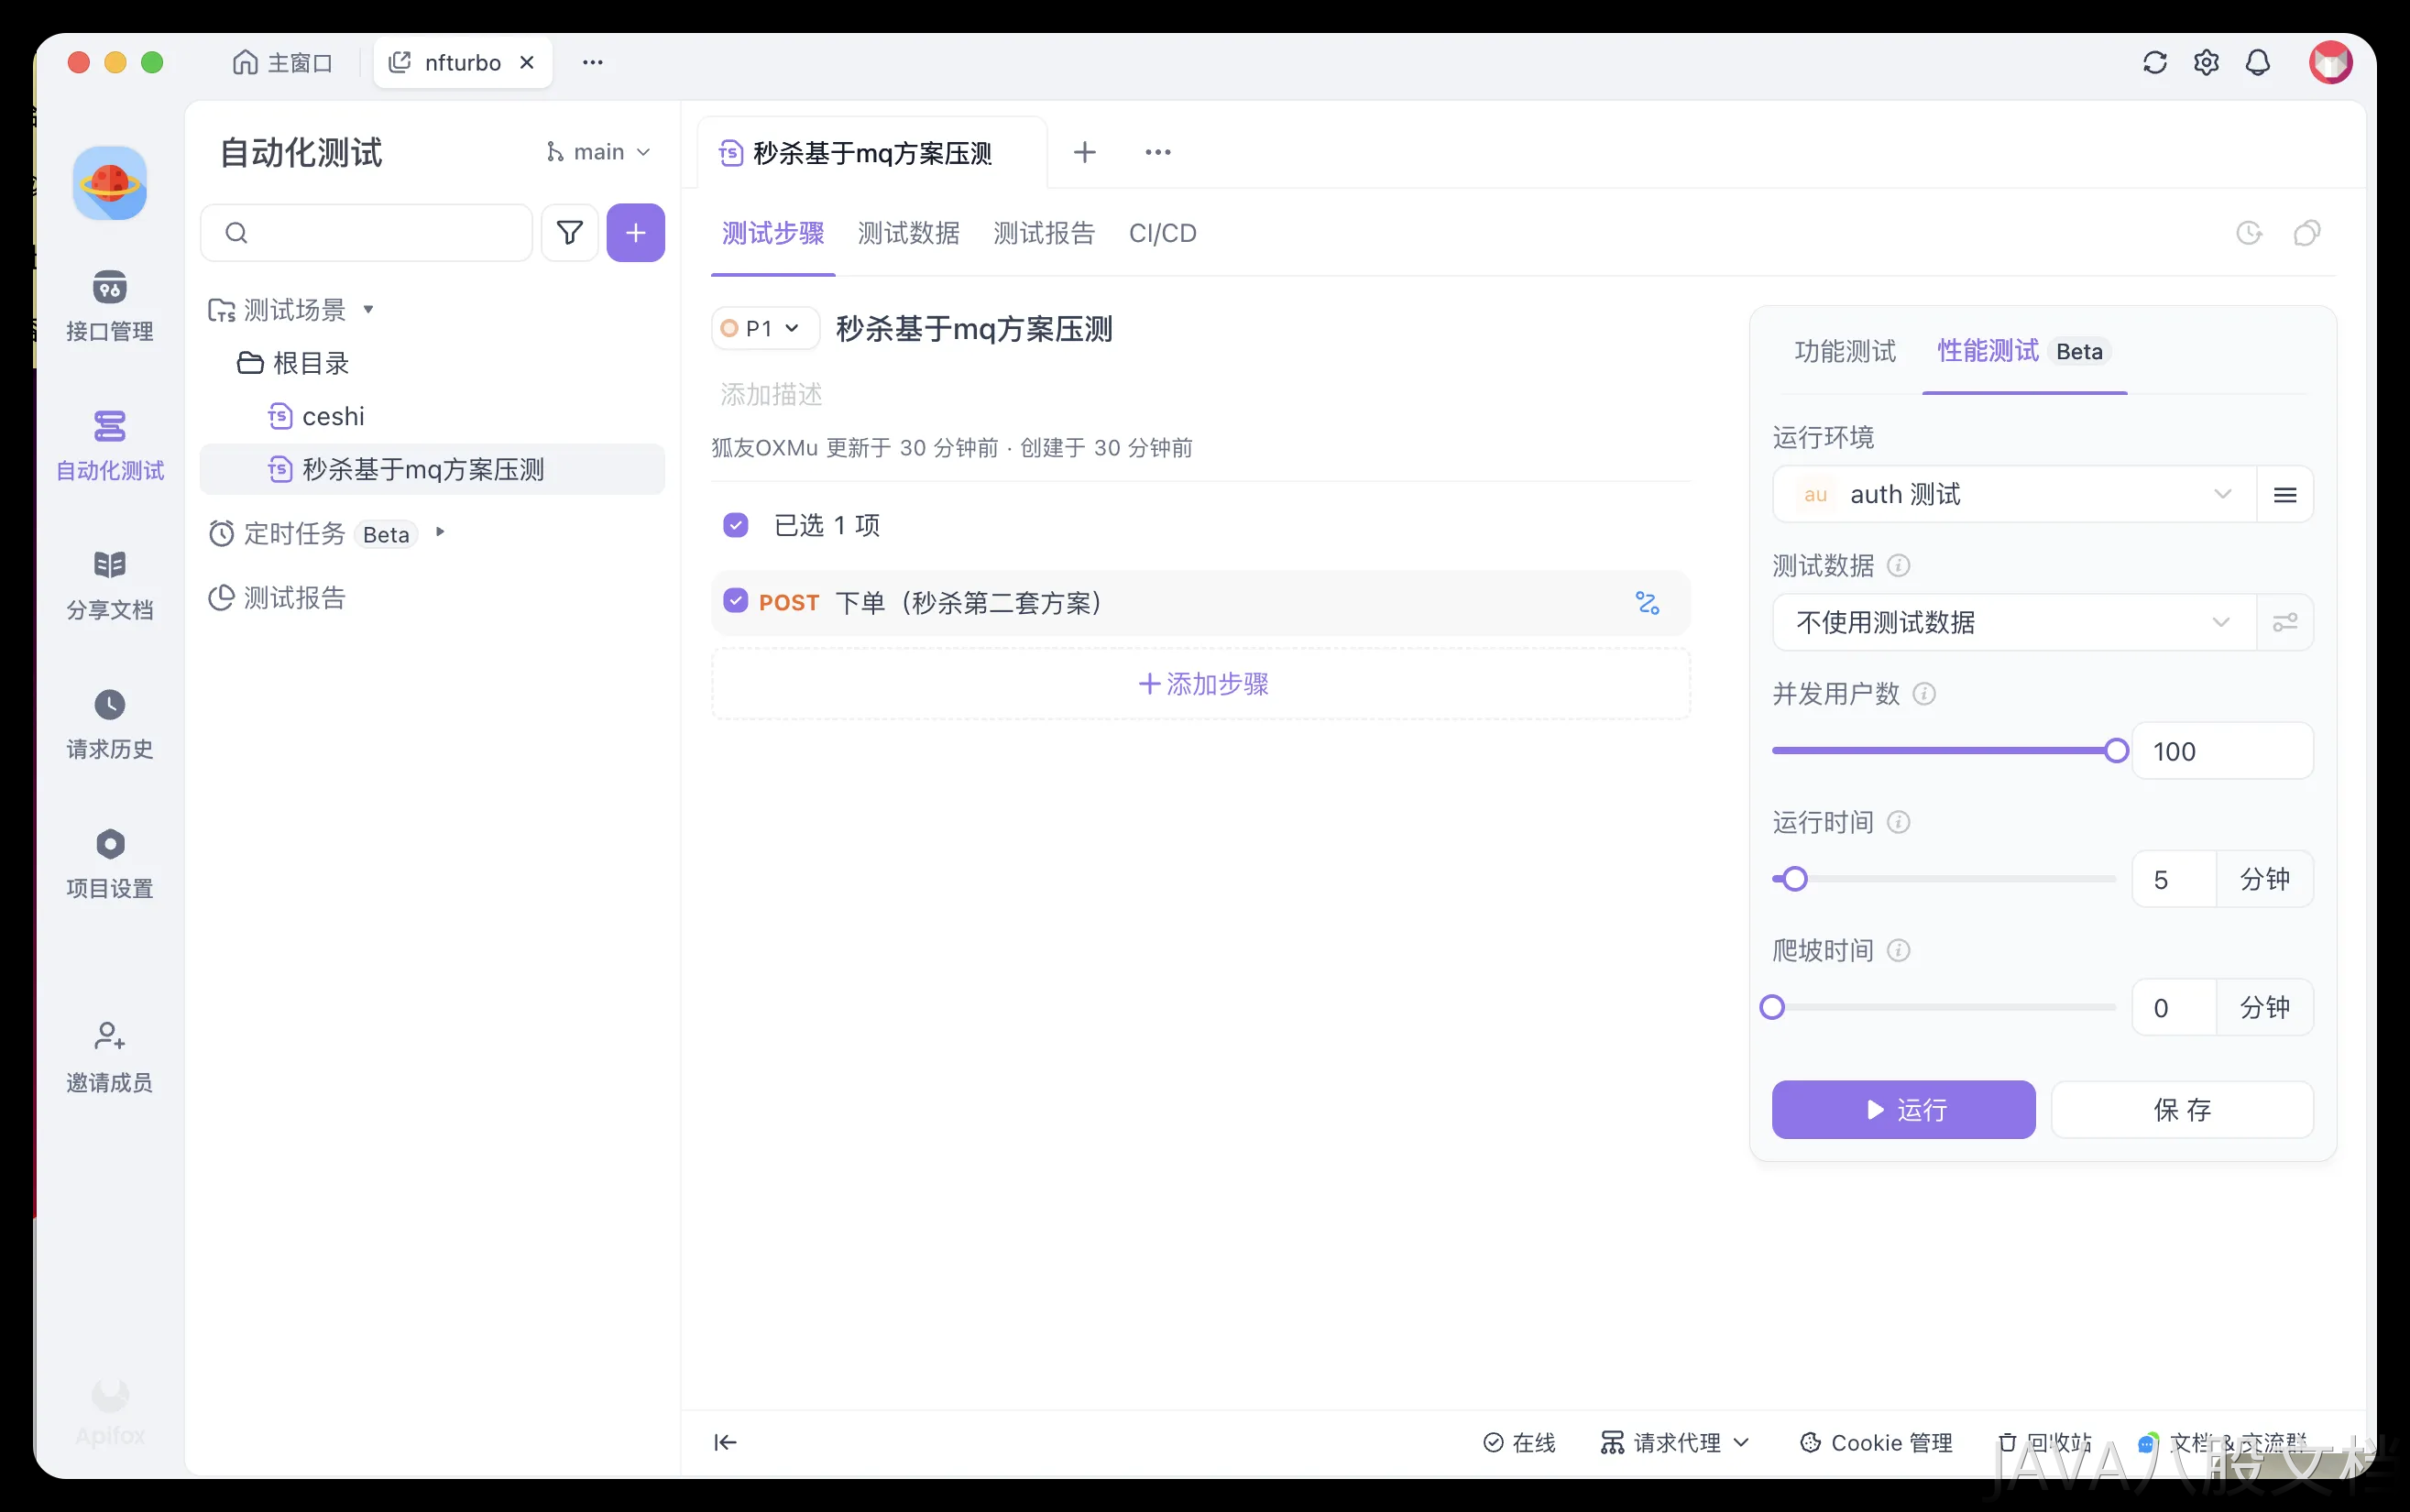 主窗口
nfturbo
自动化测试
main
接口管理
自动化测试
分享文档
请求历史
项目设置
邀请成员
Apifox
测试场景
根目录
ceshi
秒杀基于mq方案压测
定时任务 Beta
测试报告
秒杀基于mq方案压测
测试步骤 测试数据 测试报告 CI/CD
P1 秒杀基于mq方案压测
添加描述
狐友OXMu 更新于 30 分钟前 · 创建于 30 分钟前
已选 1 项
POST 下单（秒杀第二套方案）
添加步骤
功能测试 性能测试 Beta
运行环境
au auth 测试
测试数据
不使用测试数据
并发用户数
100
运行时间
5 分钟
爬坡时间
0 分钟
运行 保 存
在线 请求代理 Cookie 管理 回收站 文档 & 交流群
JAVA八股文档